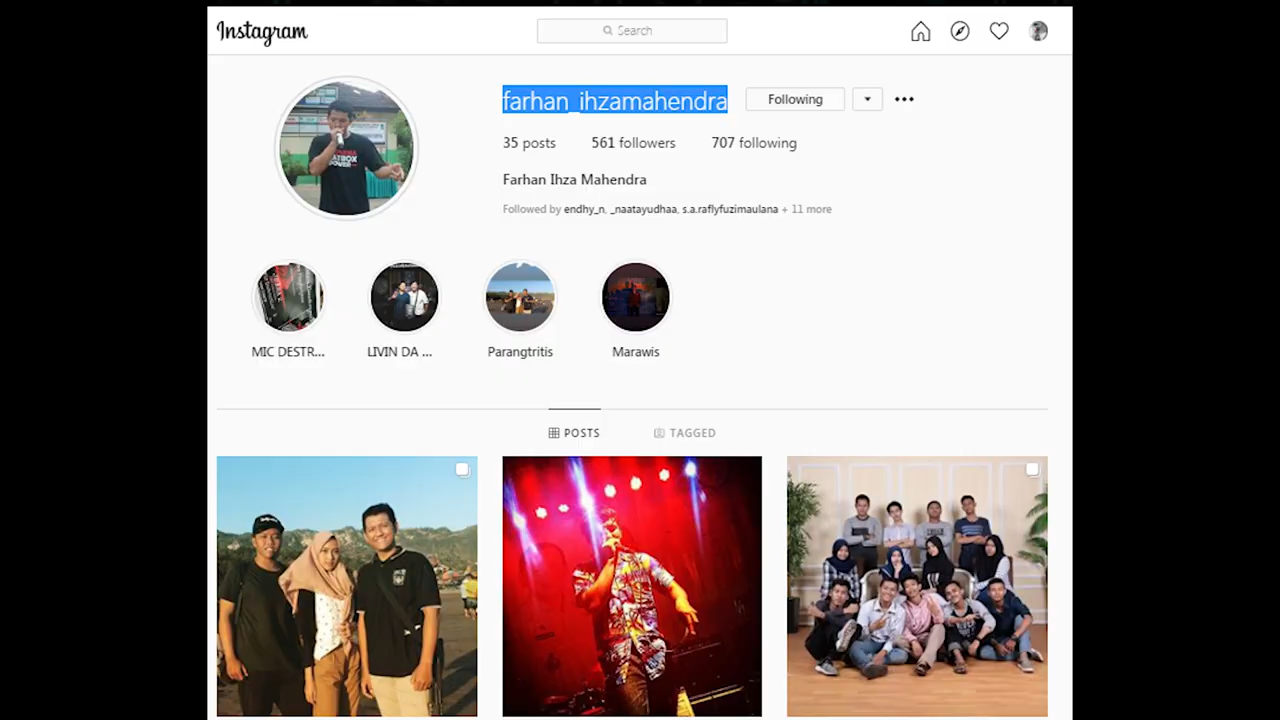 Instagram
Search
farhan_ihzamahendra
Following
35 posts
561 followers
707 following
Farhan Ihza Mahendra
Followed by endhy_n, _naatayudhaa, s.a.raflyfuzimaulana + 11 more
MIC DESTR...
LIVIN DA ...
Parangtritis
Marawis
POSTS
TAGGED